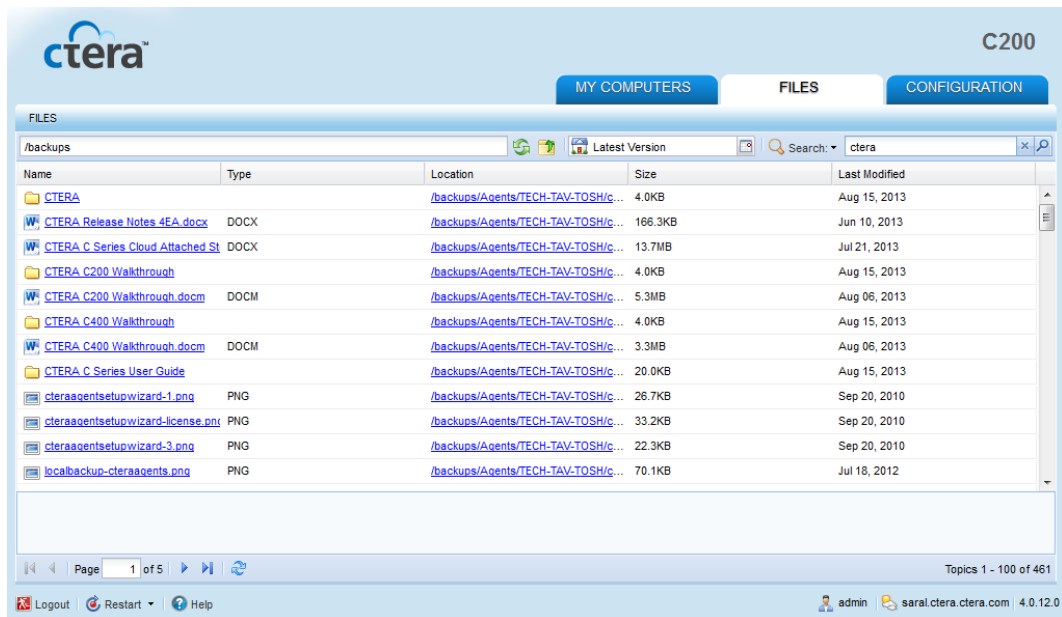 ctera™
C200
MY COMPUTERS FILES CONFIGURATION
FILES
/backups Latest Version Search: ctera
Name Type Location Size Last Modified
CTERA /backups/Agents/TECH-TAV-TOSH/c... 4.0KB Aug 15, 2013
CTERA Release Notes 4EA.docx DOCX /backups/Agents/TECH-TAV-TOSH/c... 166.3KB Jun 10, 2013
CTERA C Series Cloud Attached St DOCX /backups/Agents/TECH-TAV-TOSH/c... 13.7MB Jul 21, 2013
CTERA C200 Walkthrough /backups/Agents/TECH-TAV-TOSH/c... 4.0KB Aug 15, 2013
CTERA C200 Walkthrough.docm DOCM /backups/Agents/TECH-TAV-TOSH/c... 5.3MB Aug 06, 2013
CTERA C400 Walkthrough /backups/Agents/TECH-TAV-TOSH/c... 4.0KB Aug 15, 2013
CTERA C400 Walkthrough.docm DOCM /backups/Agents/TECH-TAV-TOSH/c... 3.3MB Aug 06, 2013
CTERA C Series User Guide /backups/Agents/TECH-TAV-TOSH/c... 20.0KB Aug 15, 2013
cteraagentsetupwizard-1.png PNG /backups/Agents/TECH-TAV-TOSH/c... 26.7KB Sep 20, 2010
cteraagentsetupwizard-license.png PNG /backups/Agents/TECH-TAV-TOSH/c... 33.2KB Sep 20, 2010
cteraagentsetupwizard-3.png PNG /backups/Agents/TECH-TAV-TOSH/c... 22.3KB Sep 20, 2010
localbackup-cteraagents.png PNG /backups/Agents/TECH-TAV-TOSH/c... 70.1KB Jul 18, 2012
Page 1 of 5 Topics 1 - 100 of 461
Logout Restart Help admin saral.ctera.ctera.com 4.0.12.0